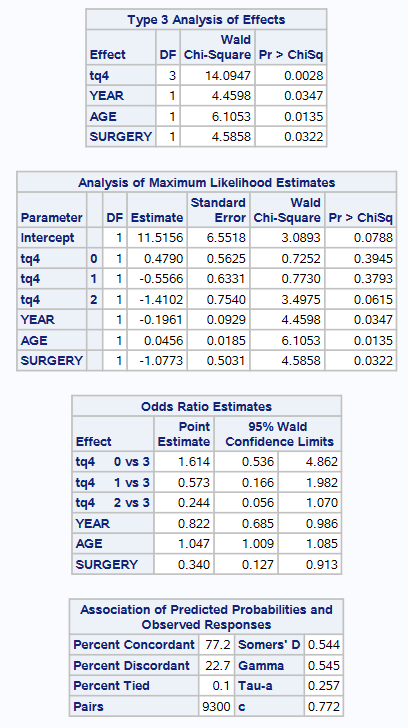 Type 3 Analysis of Effects
Effect DF Wald Chi-Square Pr > ChiSq
tq4 3 14.0947 0.0028
YEAR 1 4.4598 0.0347
AGE 1 6.1053 0.0135
SURGERY 1 4.5858 0.0322
Analysis of Maximum Likelihood Estimates
Parameter DF Estimate Standard Error Wald Chi-Square Pr > ChiSq
Intercept 1 11.5156 6.5518 3.0893 0.0788
tq4 0 1 0.4790 0.5625 0.7252 0.3945
tq4 1 1 -0.5566 0.6331 0.7730 0.3793
tq4 2 1 -1.4102 0.7540 3.4975 0.0615
YEAR 1 -0.1961 0.0929 4.4598 0.0347
AGE 1 0.0456 0.0185 6.1053 0.0135
SURGERY 1 -1.0773 0.5031 4.5858 0.0322
Odds Ratio Estimates
Effect Point Estimate 95% Wald Confidence Limits
tq4 0 vs 3 1.614 0.536 4.862
tq4 1 vs 3 0.573 0.166 1.982
tq4 2 vs 3 0.244 0.056 1.070
YEAR 0.822 0.685 0.986
AGE 1.047 1.009 1.085
SURGERY 0.340 0.127 0.913
Association of Predicted Probabilities and
Observed Responses
Percent Concordant 77.2 Somers' D 0.544
Percent Discordant 22.7 Gamma 0.545
Percent Tied 0.1 Tau-a 0.257
Pairs 9300 c 0.772